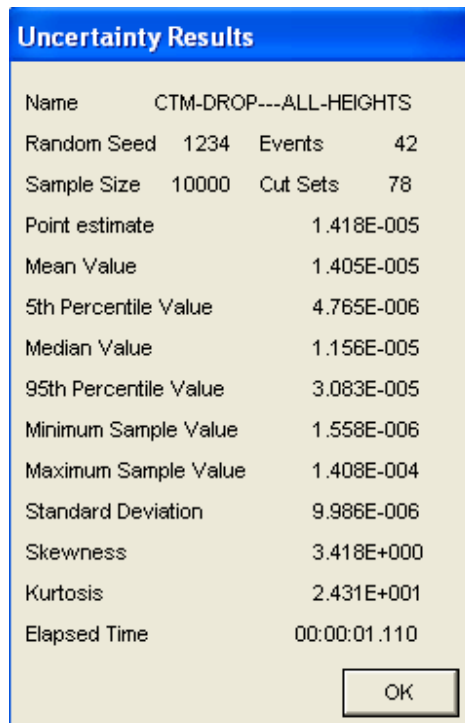 Uncertainty Results
Name CTM-DROP---ALL-HEIGHTS
Random Seed 1234 Events 42
Sample Size 10000 Cut Sets 78
Point estimate 1.418E-005
Mean Value 1.405E-005
5th Percentile Value 4.765E-006
Median Value 1.156E-005
95th Percentile Value 3.083E-005
Minimum Sample Value 1.558E-006
Maximum Sample Value 1.408E-004
Standard Deviation 9.986E-006
Skewness 3.418E+000
Kurtosis 2.431E+001
Elapsed Time 00:00:01.110
OK